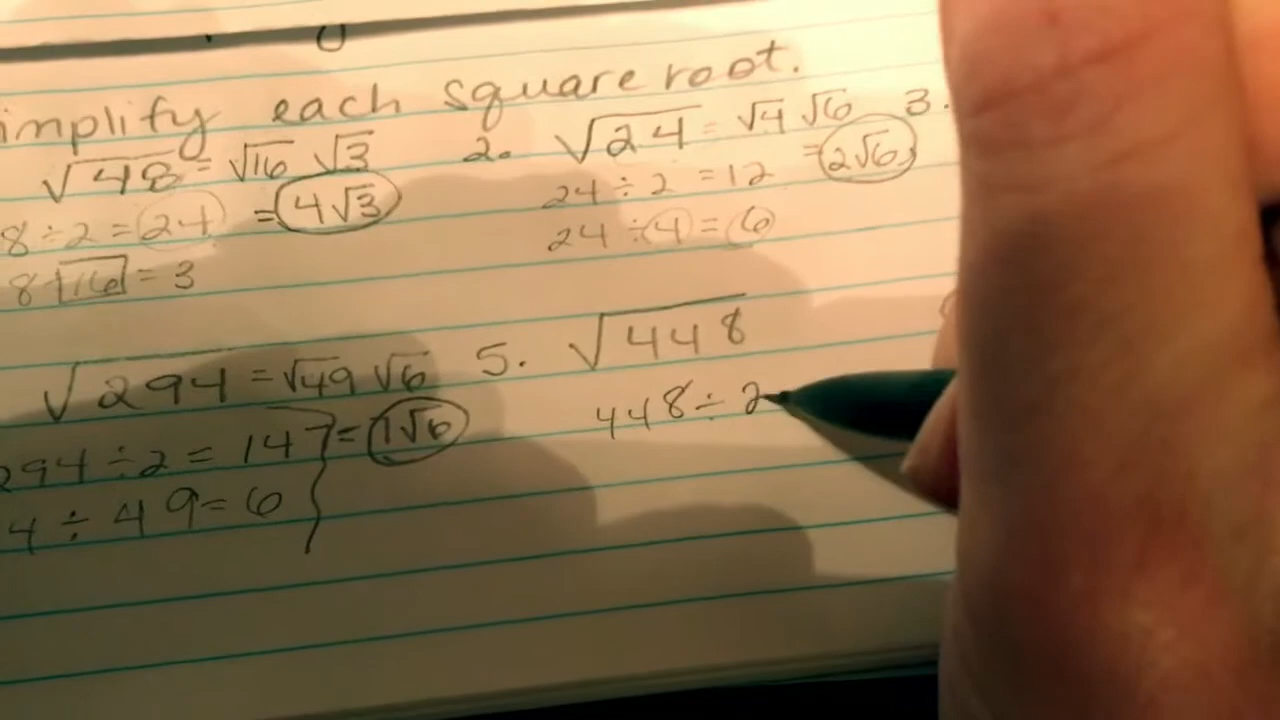 implify each square root.
√48 = √16 √3
= 4√3
8 ÷ 2 = 24
8 ÷ 16 = 3
2. √24 = √4 √6
= 2√6
24 ÷ 2 = 12
24 ÷ 4 = 6
3.
√294 = √49 √6
294 ÷ 2 = 147 = 7√6
4 ÷ 49 = 6
5. √448
448 ÷ 2